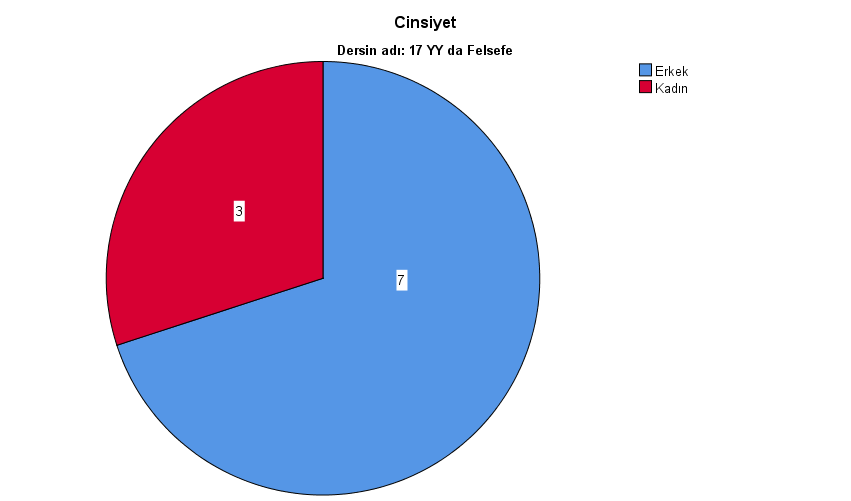 Cinsiyet
Dersin adı: 17 YY da Felsefe
Erkek
Kadın
3
7